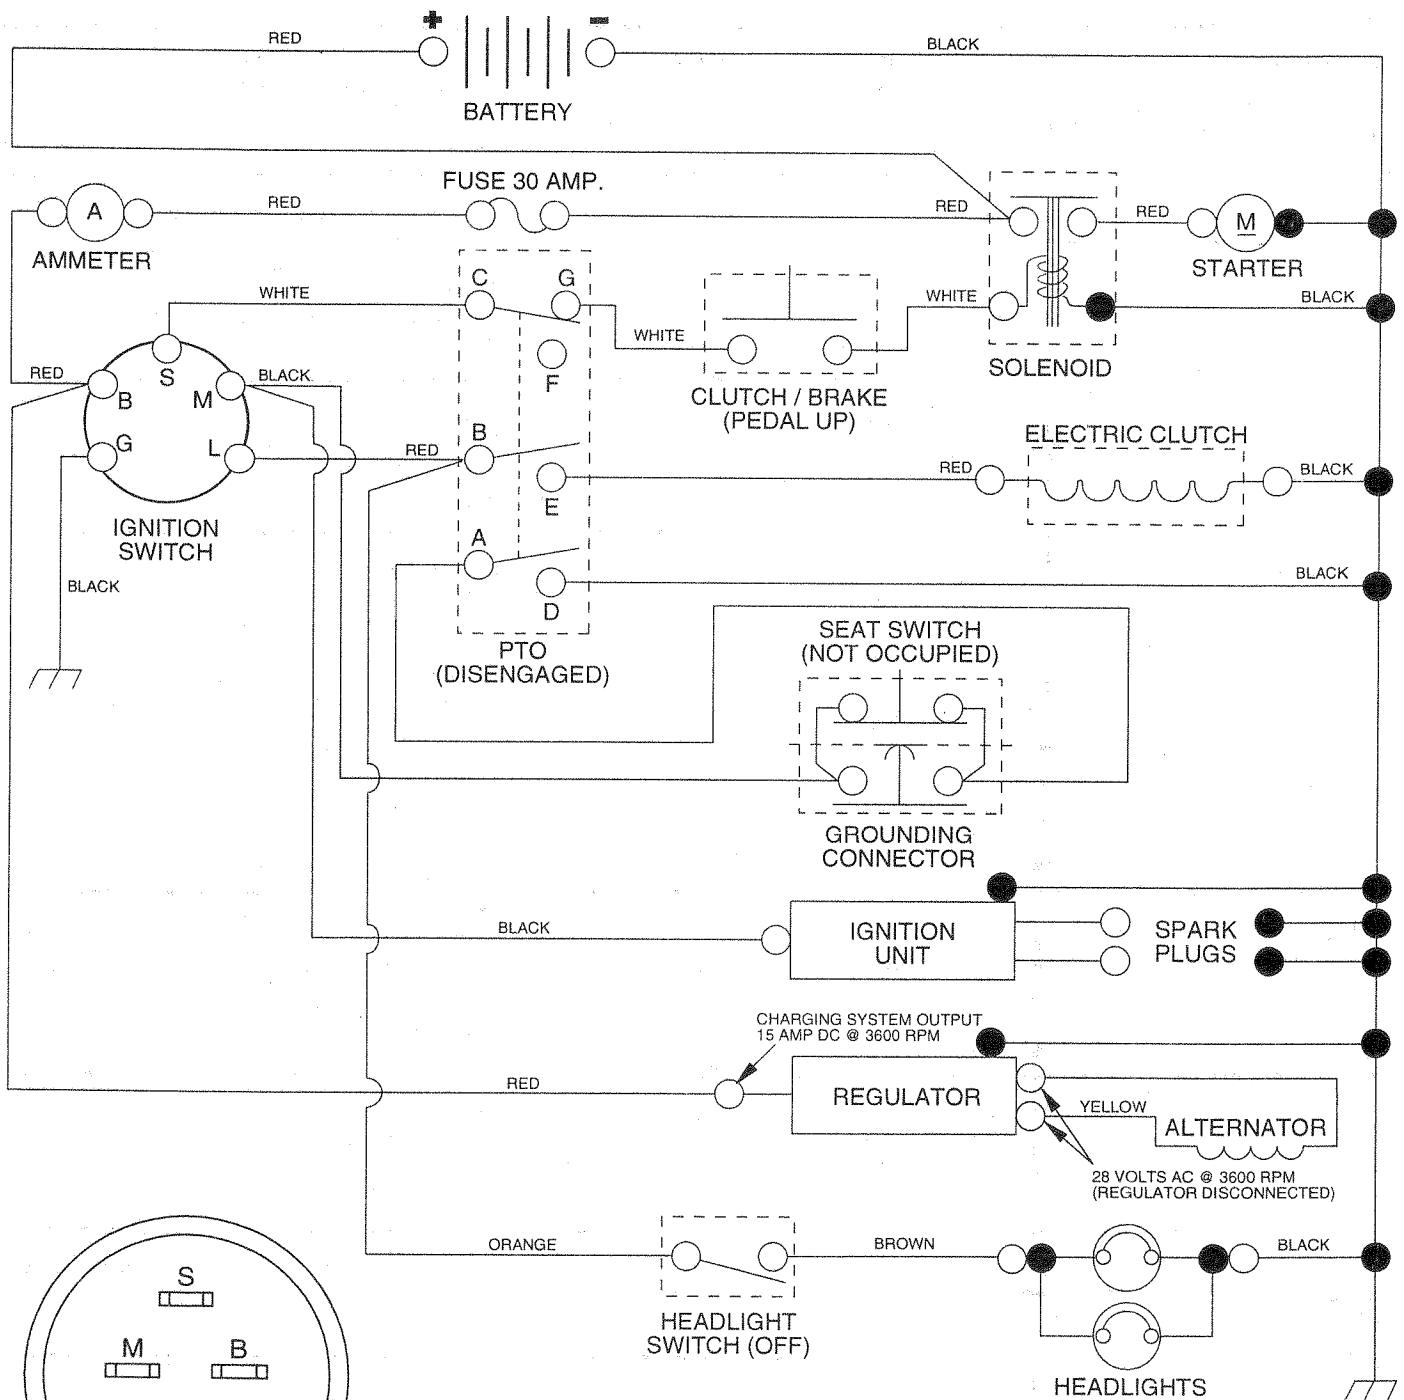 + −
RED
BLACK
BATTERY
FUSE 30 AMP.
A
RED
RED
RED
M
AMMETER
STARTER
C G
WHITE
WHITE
BLACK
WHITE
SOLENOID
F
RED
S
BLACK
B
M
CLUTCH / BRAKE
(PEDAL UP)
B
ELECTRIC CLUTCH
G
L
RED
RED
BLACK
E
IGNITION
SWITCH
A
BLACK
BLACK
D
PTO
(DISENGAGED)
SEAT SWITCH
(NOT OCCUPIED)
GROUNDING
CONNECTOR
BLACK
IGNITION
UNIT
SPARK
PLUGS
CHARGING SYSTEM OUTPUT
15 AMP DC @ 3600 RPM
RED
REGULATOR
YELLOW
ALTERNATOR
28 VOLTS AC @ 3600 RPM
(REGULATOR DISCONNECTED)
ORANGE
BROWN
BLACK
HEADLIGHT
SWITCH (OFF)
HEADLIGHTS
S
M B